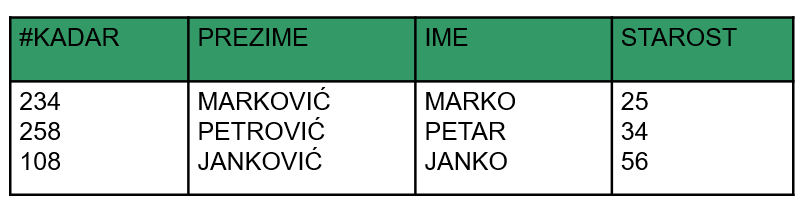 #KADAR PREZIME IME STAROST
234 MARKOVIĆ MARKO 25
258 PETROVIĆ PETAR 34
108 JANKOVIĆ JANKO 56